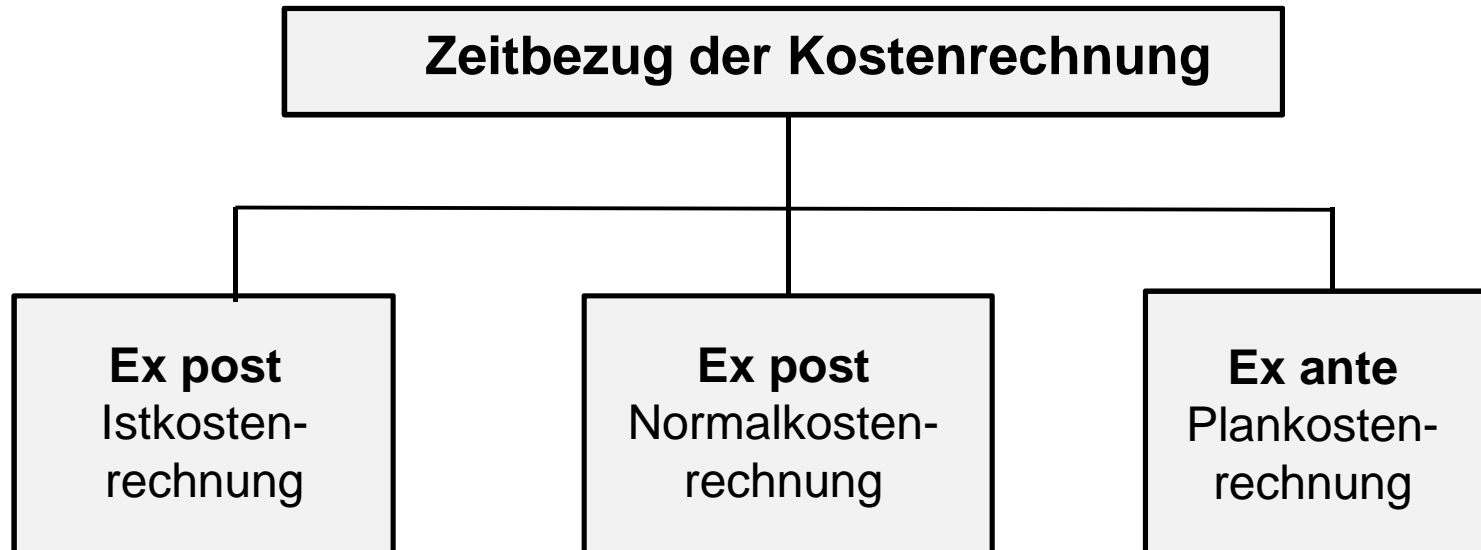 Zeitbezug der Kostenrechnung
Ex post
Istkosten-
rechnung
Ex post
Normalkosten-
rechnung
Ex ante
Plankosten-
rechnung